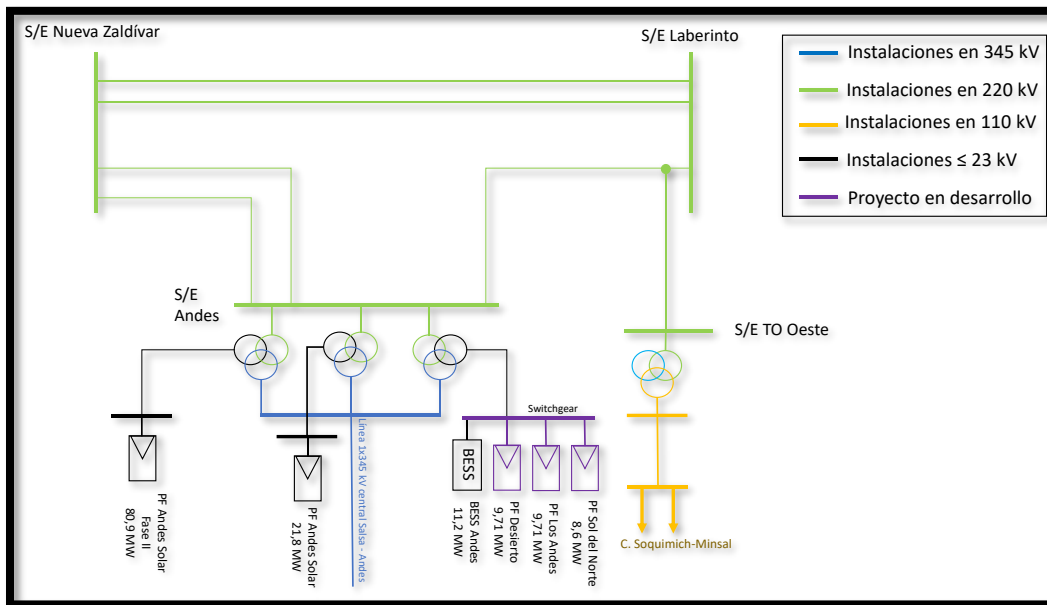 S/E Nueva Zaldívar
S/E Laberinto
Instalaciones en 345 kV
Instalaciones en 220 kV
Instalaciones en 110 kV
Instalaciones ≤ 23 kV
Proyecto en desarrollo
S/E
Andes
S/E TO Oeste
Switchgear
Línea 1x345 kV central Salsa - Andes
BESS
PF Andes Solar
Fase II
80,9 MW
PF Andes Solar
21,8 MW
BESS Andes
11,2 MW
PF Desierto
9,71 MW
PF Los Andes
9,71 MW
PF Sol del Norte
8,6 MW
C. Soquimich-Minsal